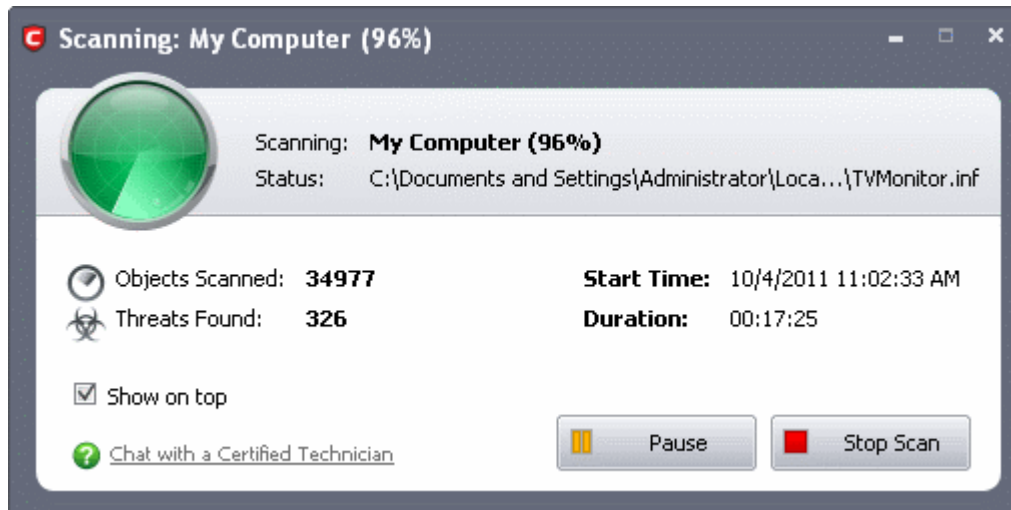 Scanning: My Computer (96%)
Scanning: My Computer (96%)
Status: C:\Documents and Settings\Administrator\Loca...\TVMonitor.inf
Objects Scanned: 34977
Start Time: 10/4/2011 11:02:33 AM
Threats Found: 326
Duration: 00:17:25
Show on top
Chat with a Certified Technician
Pause
Stop Scan